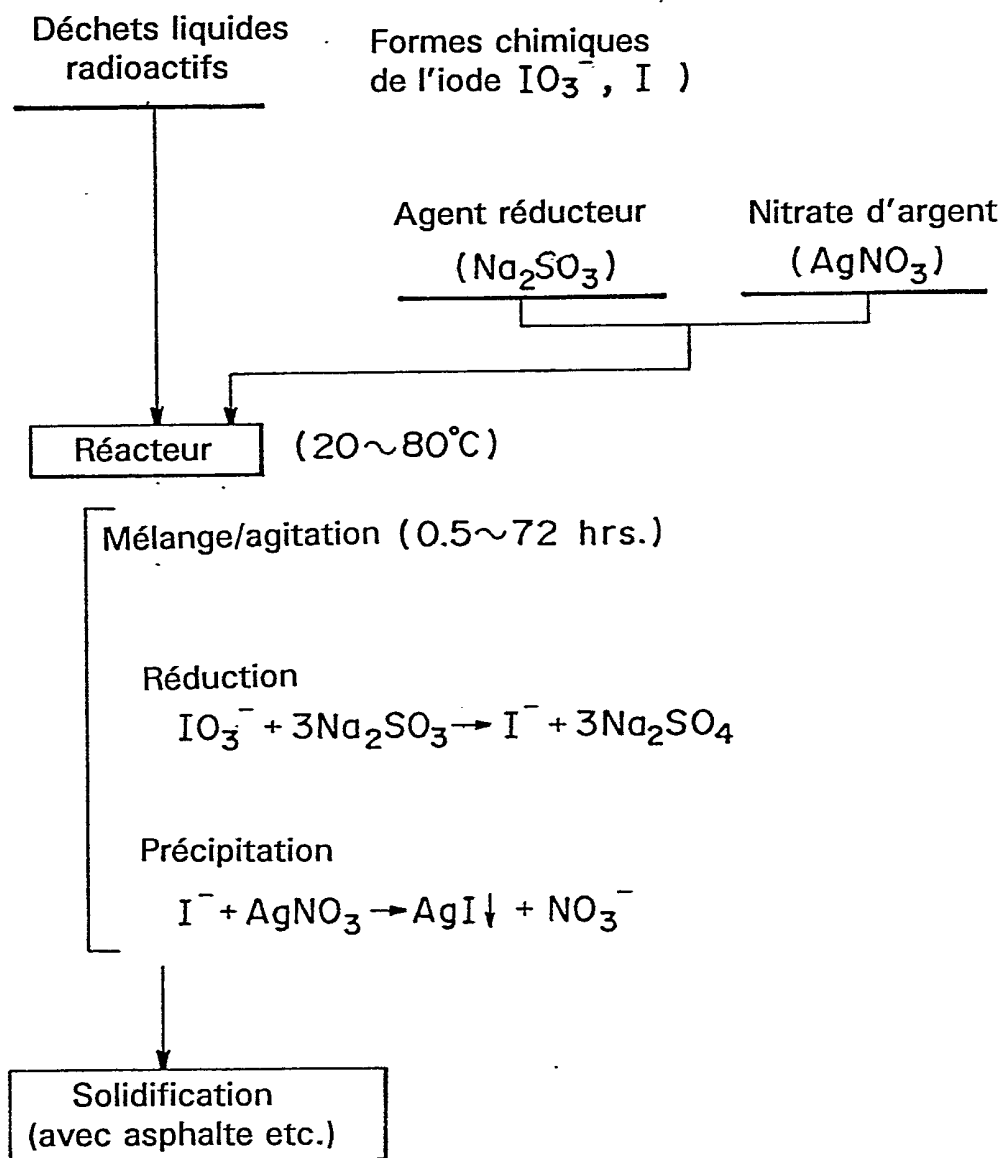 Déchets liquides
radioactifs
Formes chimiques
de l'iode IO₃⁻, I )
Agent réducteur
(Na₂SO₃)
Nitrate d'argent
(AgNO₃)
Réacteur
(20~80°C)
Mélange/agitation (0.5~72 hrs.)
Réduction
IO₃⁻ + 3Na₂SO₃→ I⁻ + 3Na₂SO₄
Précipitation
I⁻ + AgNO₃ → AgI↓ + NO₃⁻
Solidification
(avec asphalte etc.)